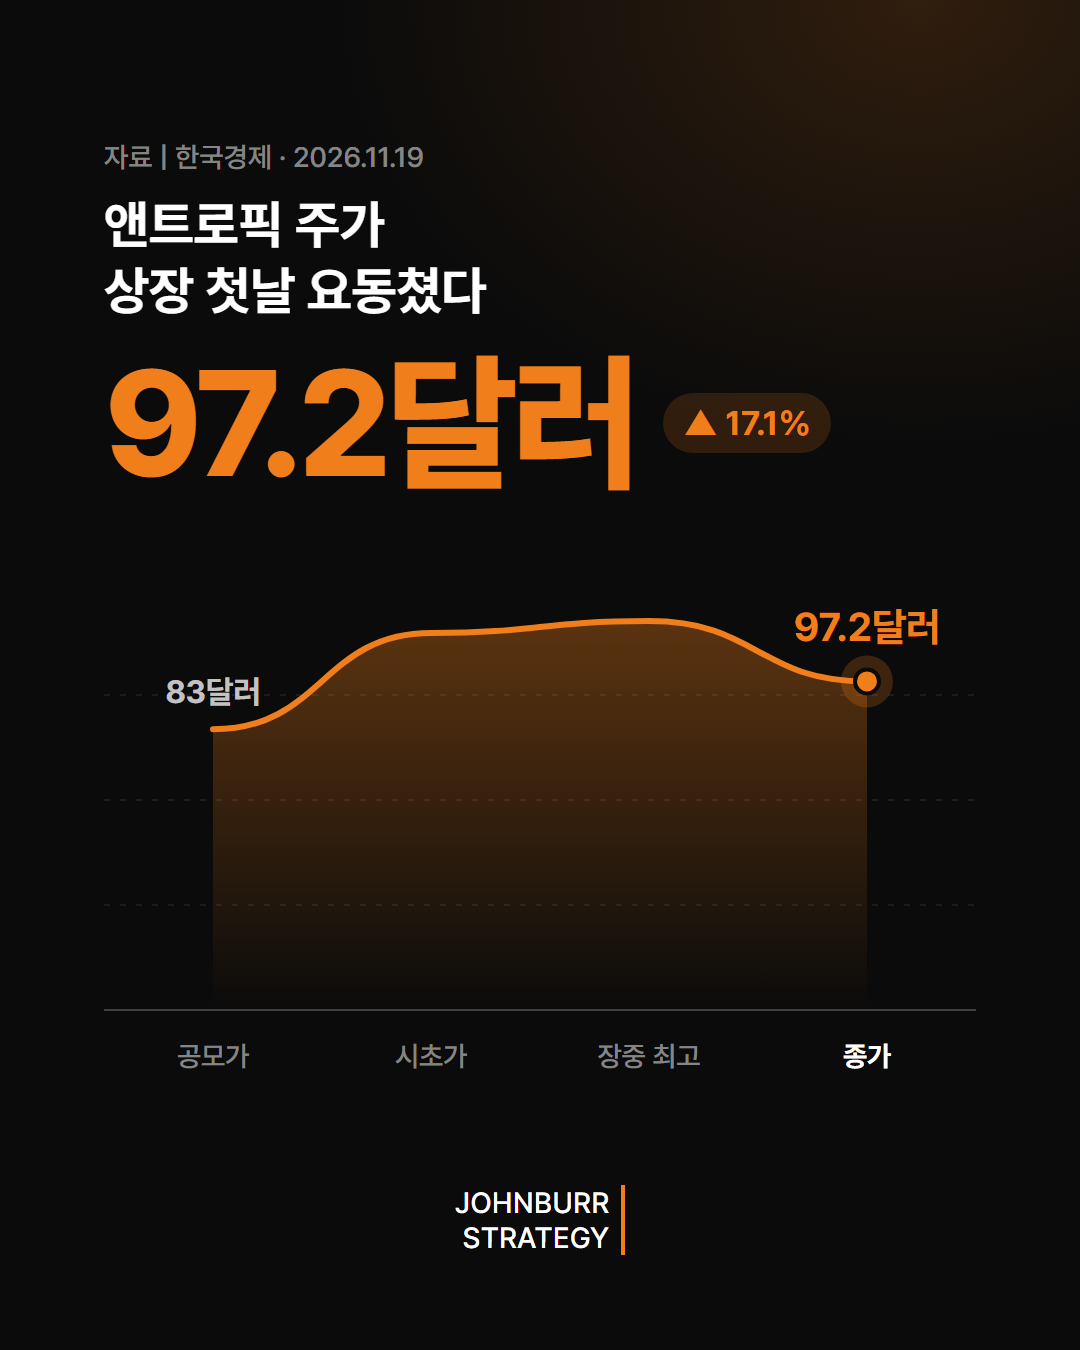 자료 | 한국경제 · 2026.11.19
앤트로픽 주가
상장 첫날 요동쳤다
97.2달러 ▲ 17.1%
97.2달러
83달러
공모가 시초가 장중 최고 종가
JOHNBURR
STRATEGY